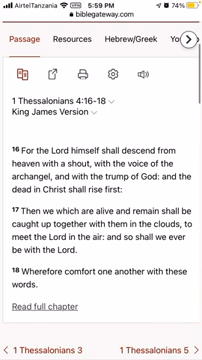 AirtelTanzania 5:59 PM 74%
biblegateway.com
Passage Resources Hebrew/Greek
1 Thessalonians 4:16-18
King James Version
16 For the Lord himself shall descend from
heaven with a shout, with the voice of the
archangel, and with the trump of God: and the
dead in Christ shall rise first:
17 Then we which are alive and remain shall be
caught up together with them in the clouds, to
meet the Lord in the air: and so shall we ever
be with the Lord.
18 Wherefore comfort one another with these
words.
Read full chapter
1 Thessalonians 3 1 Thessalonians 5